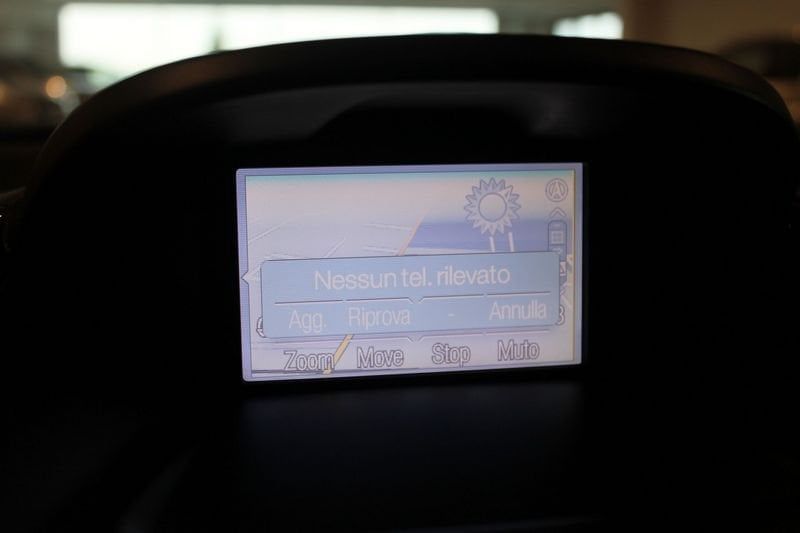 Nessun tel. rilevato
Agg. Riprova - Annulla
Zoom Move Stop Muto